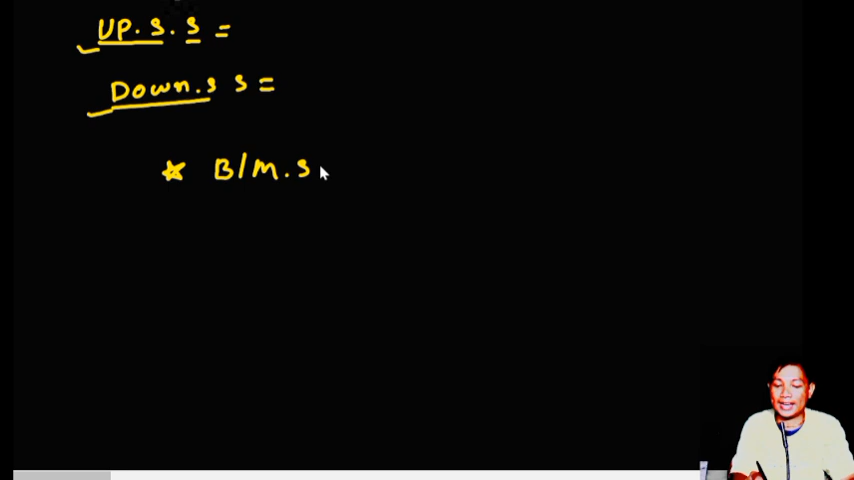 UP. S. S =
Down. S S =
B/M. S